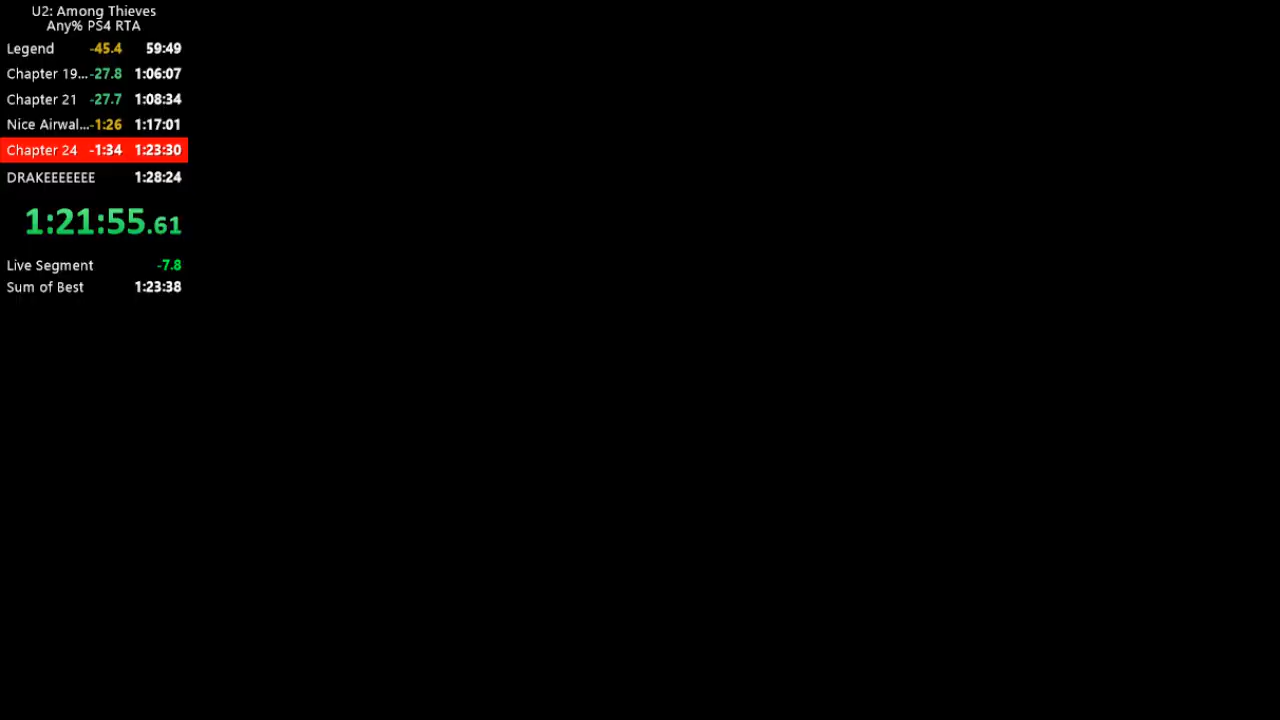 U2: Among Thieves
Any% PS4 RTA
Legend -45.4 59:49
Chapter 19... -27.8 1:06:07
Chapter 21 -27.7 1:08:34
Nice Airwal... -1:26 1:17:01
Chapter 24 -1:34 1:23:30
DRAKEEEEEEE 1:28:24
1:21:55.61
Live Segment -7.8
Sum of Best 1:23:38